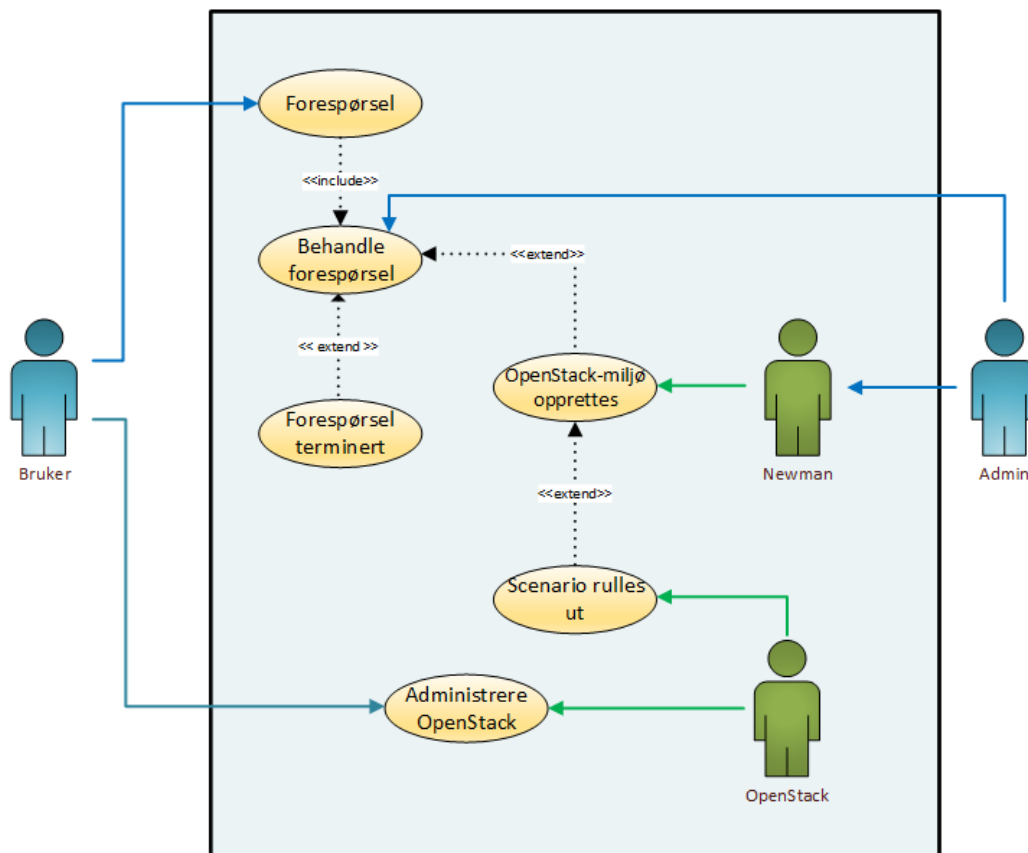 Forespørsel
<<include>>
Behandle
forespørsel
<<extend>>
<< extend >>
OpenStack-miljø
opprettes
Forespørsel
terminert
Bruker
Newman
Admin
<<extend>>
Scenario rulles
ut
Administrere
OpenStack
OpenStack